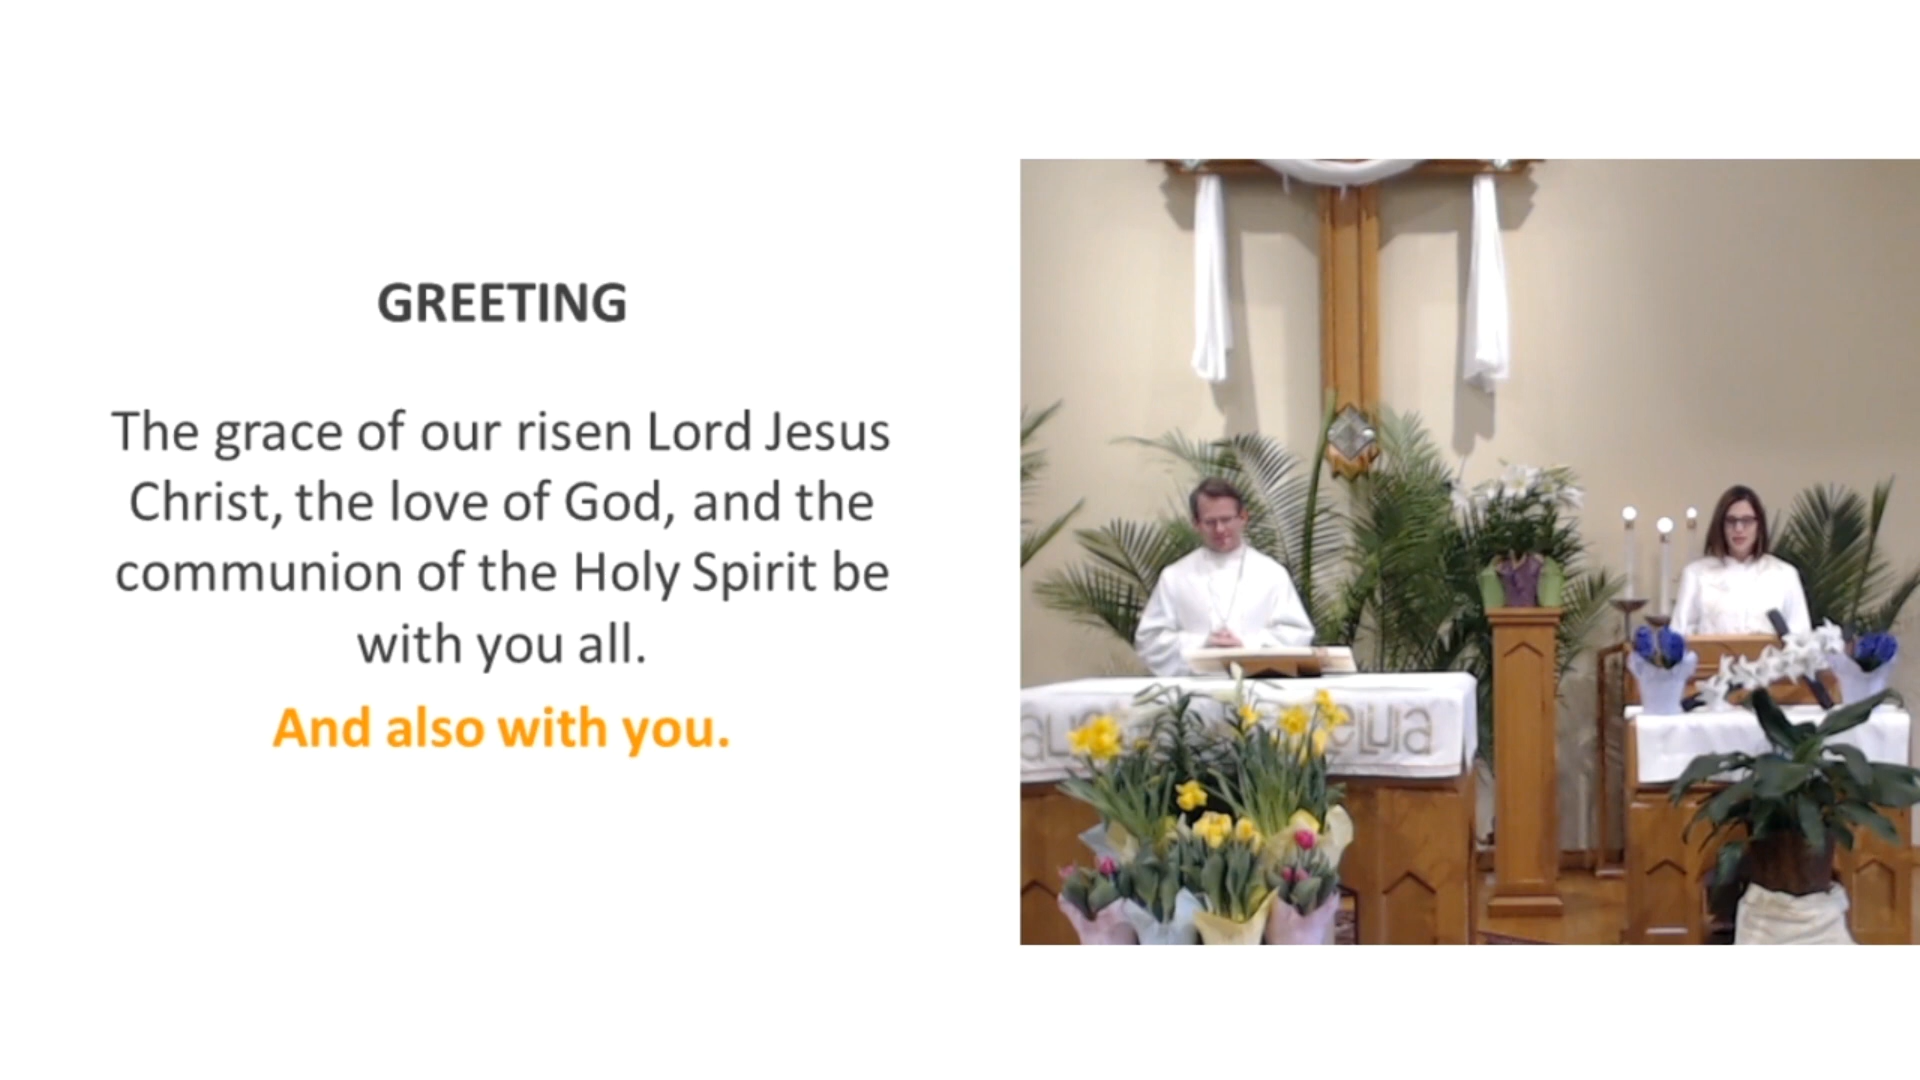 GREETING
The grace of our risen Lord Jesus
Christ, the love of God, and the
communion of the Holy Spirit be
with you all.
And also with you.